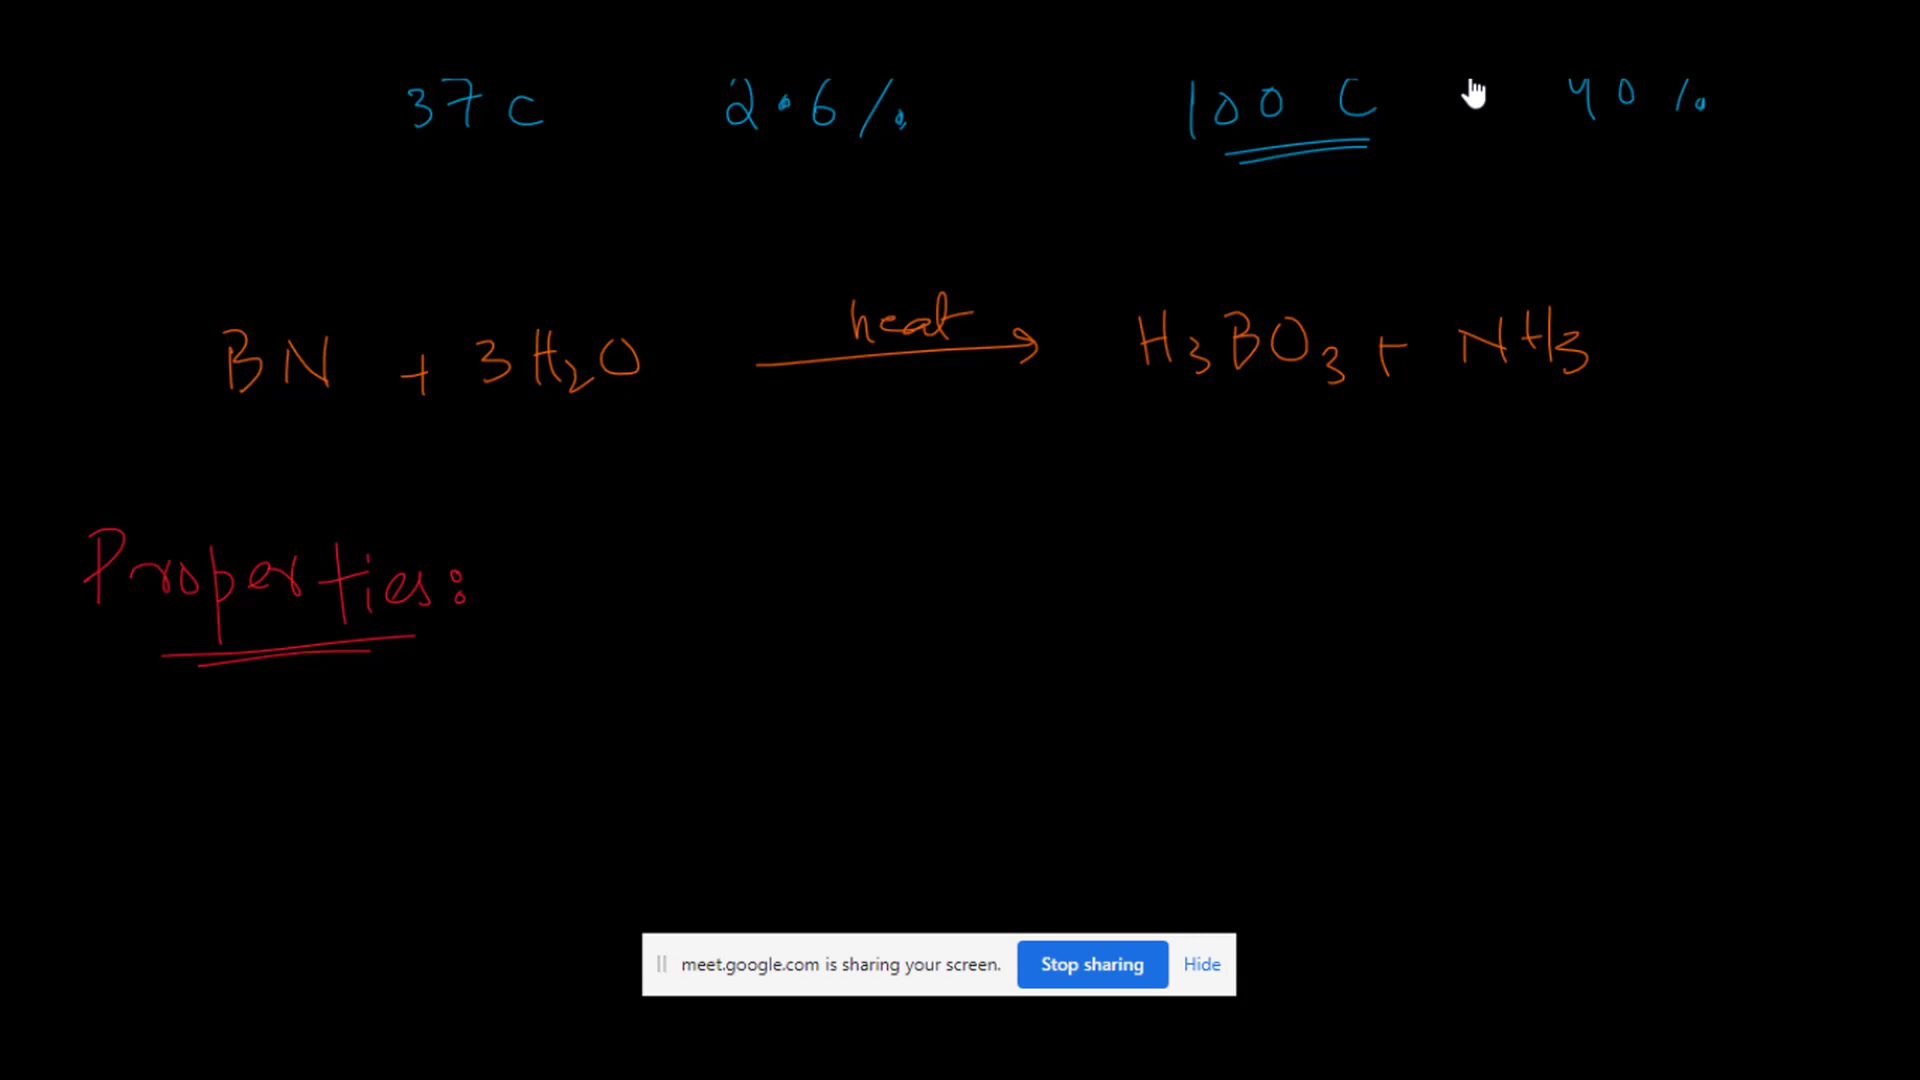 37 C 2.6 % 100 C 40 %
heat
BN + 3H₂O → H₃BO₃ + NH₃
Properties:
meet.google.com is sharing your screen. Stop sharing Hide